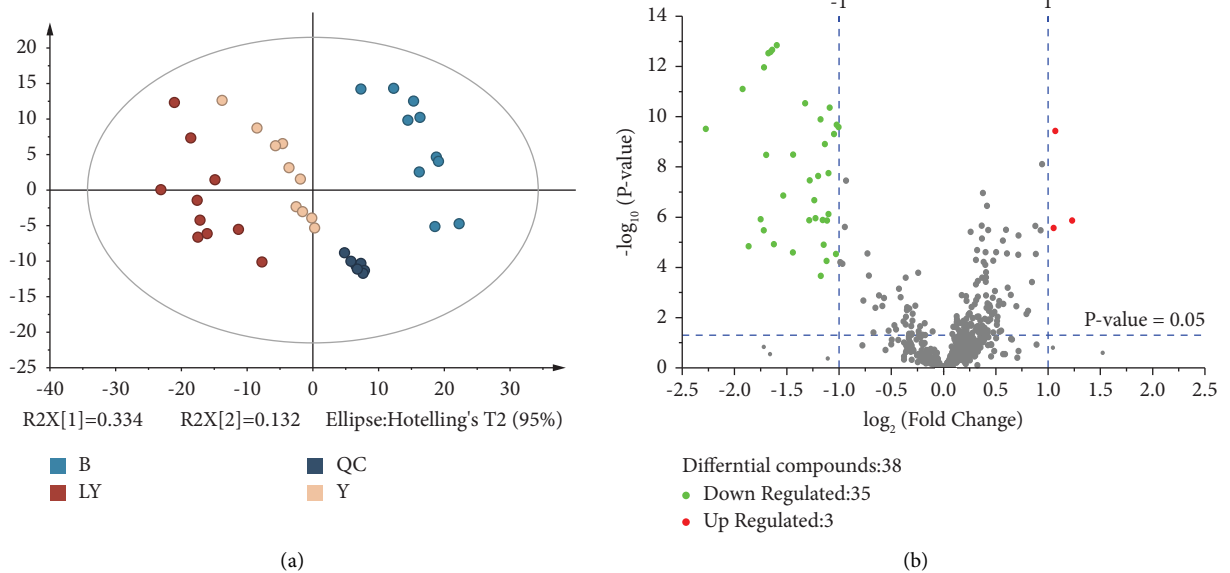 20
15
10
5
0
-5
-10
-15
-20
-25
-40 -30 -20 -10 0 10 20 30
R2X[1]=0.334 R2X[2]=0.132 Ellipse:Hotelling's T2 (95%)
B QC
LY Y
(a)
-1 1
14
12
10
8
6
4
2
0
-log10 (P-value)
P-value = 0.05
-2.5 -2.0 -1.5 -1.0 -0.5 0.0 0.5 1.0 1.5 2.0 2.5
log2 (Fold Change)
Differntial compounds:38
Down Regulated:35
Up Regulated:3
(b)